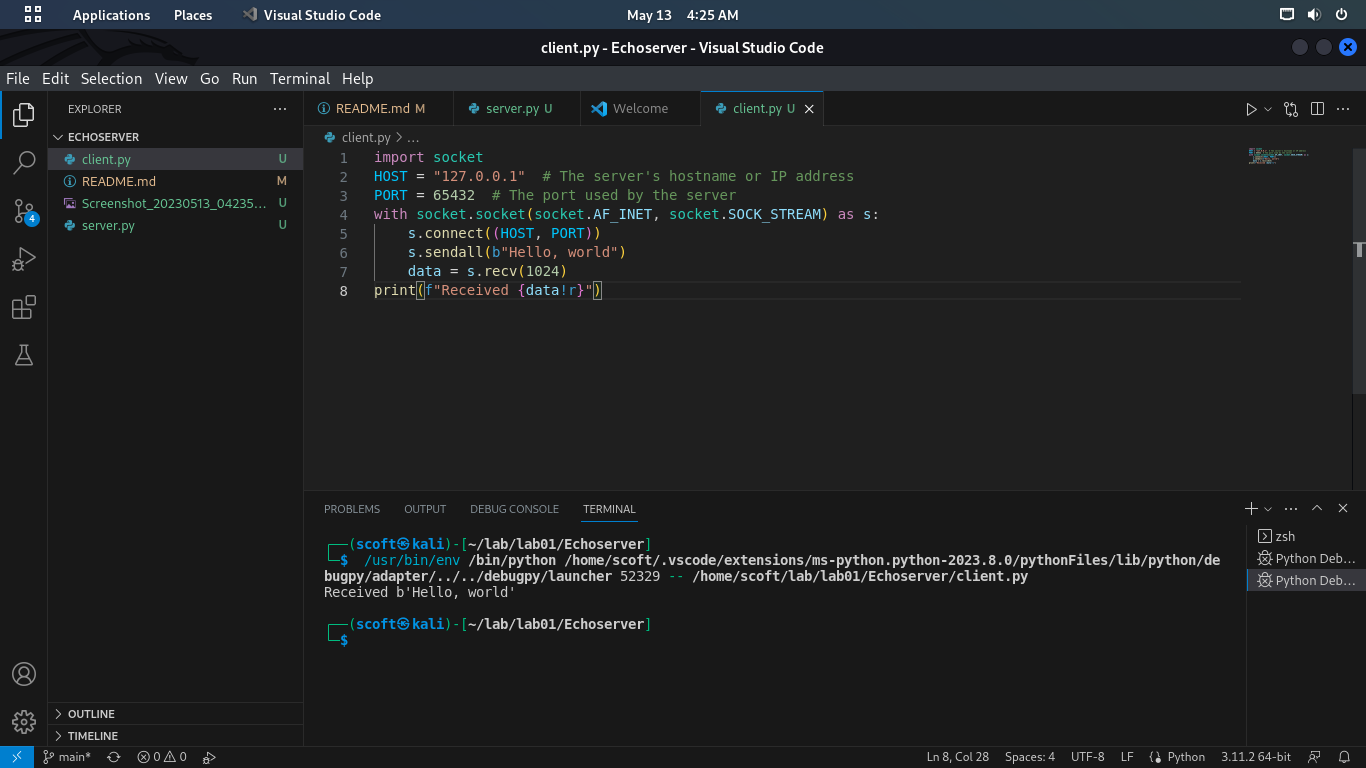 Applications Places Visual Studio Code May 13 4:25 AM
client.py - Echoserver - Visual Studio Code
File Edit Selection View Go Run Terminal Help
EXPLORER
ECHOSERVER
client.py U
README.md M
Screenshot_20230513_04235... U
server.py U
4
OUTLINE
TIMELINE
README.md M server.py U Welcome client.py U
client.py > ...
1 import socket
2 HOST = "127.0.0.1"  # The server's hostname or IP address
3 PORT = 65432  # The port used by the server
4 with socket.socket(socket.AF_INET, socket.SOCK_STREAM) as s:
5     s.connect((HOST, PORT))
6     s.sendall(b"Hello, world")
7     data = s.recv(1024)
8 print(f"Received {data!r}")
PROBLEMS OUTPUT DEBUG CONSOLE TERMINAL
┌──(scoft㉿kali)-[~/lab/lab01/Echoserver]
└─$  /usr/bin/env /bin/python /home/scoft/.vscode/extensions/ms-python.python-2023.8.0/pythonFiles/lib/python/de
bugpy/adapter/../../debugpy/launcher 52329 -- /home/scoft/lab/lab01/Echoserver/client.py
Received b'Hello, world'
┌──(scoft㉿kali)-[~/lab/lab01/Echoserver]
└─$
zsh
Python Deb...
Python Deb...
main* 0 0 Ln 8, Col 28 Spaces: 4 UTF-8 LF Python 3.11.2 64-bit